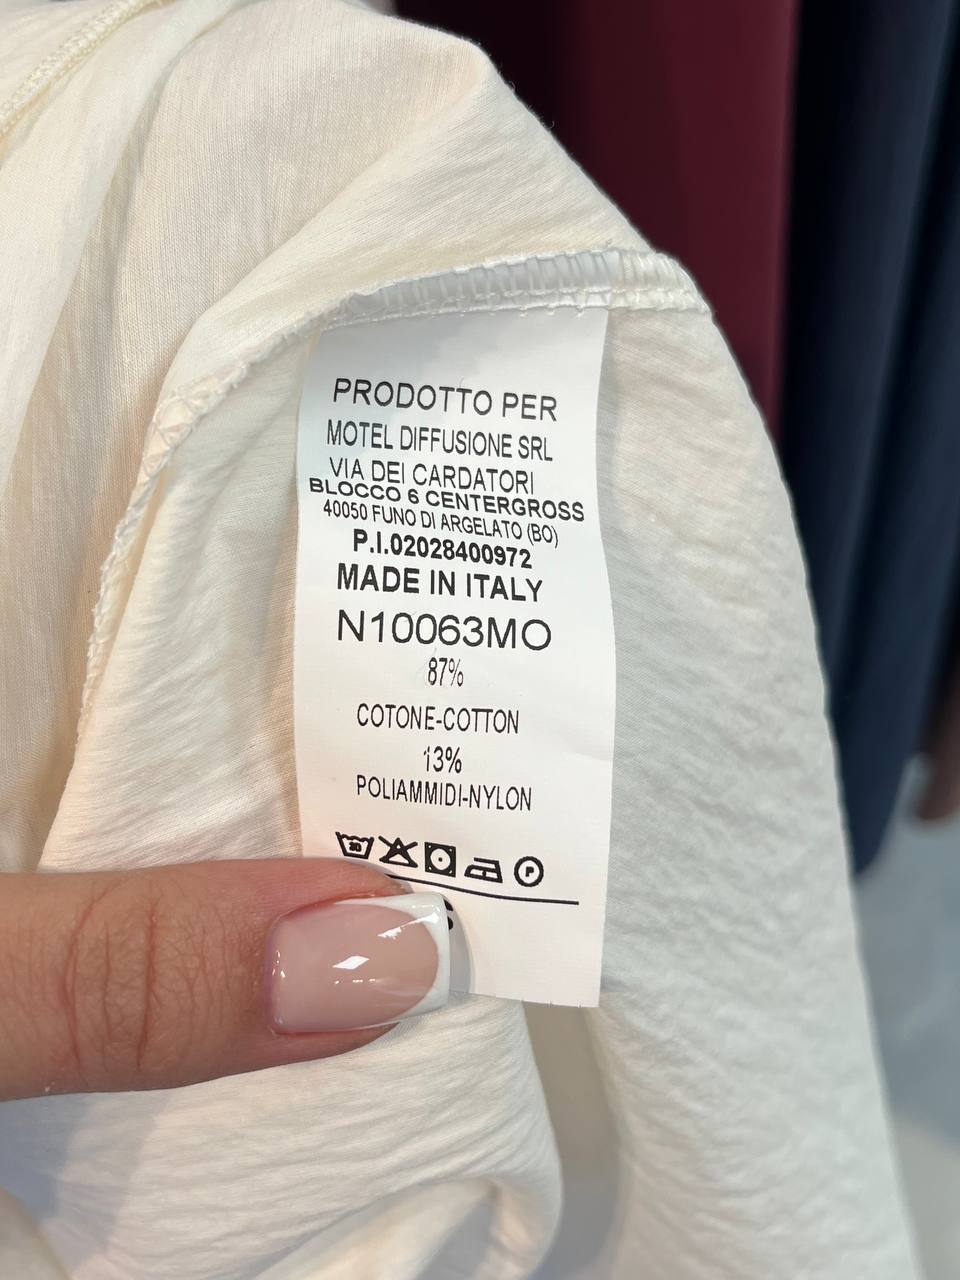 PRODOTTO PER
MOTEL DIFFUSIONE SRL
VIA DEI CARDATORI
BLOCCO 6 CENTERGROSS
40050 FUNO DI ARGELATO (BO)
P.I.02028400972
MADE IN ITALY
N10063MO
87%
COTONE-COTTON
13%
POLIAMMIDI-NYLON
30
P